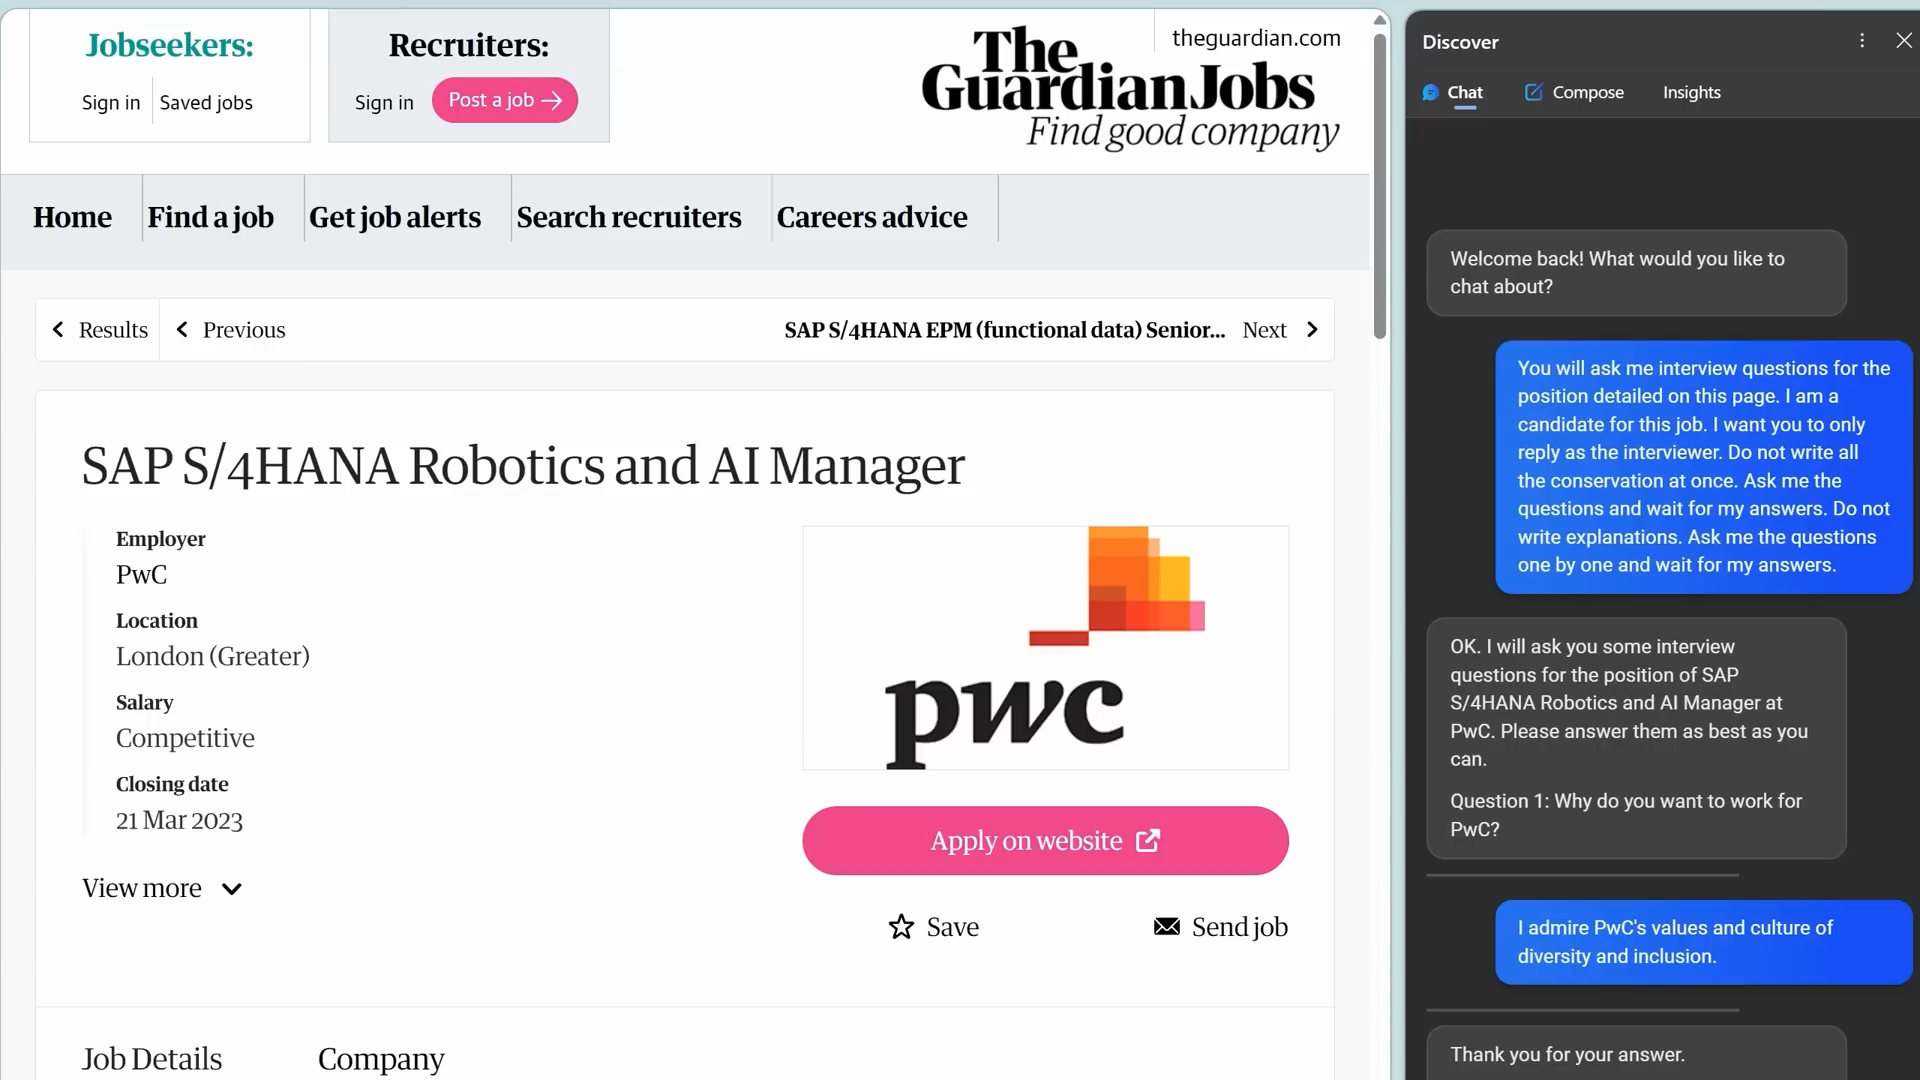 Jobseekers:
Sign in
Saved jobs
Recruiters:
Sign in
Post a job
theguardian.com
The
Guardian Jobs
Find good company
Home
Find a job
Get job alerts
Search recruiters
Careers advice
Results
Previous
SAP S/4HANA EPM (functional data) Senior...
Next
SAP S/4HANA Robotics and AI Manager
Employer
PwC
Location
London (Greater)
Salary
Competitive
Closing date
21 Mar 2023
View more
pwc
Apply on website
Save
Send job
Job Details
Company
Discover
Chat
Compose
Insights
Welcome back! What would you like to
chat about?
You will ask me interview questions for the
position detailed on this page. I am a
candidate for this job. I want you to only
reply as the interviewer. Do not write all
the conservation at once. Ask me the
questions and wait for my answers. Do not
write explanations. Ask me the questions
one by one and wait for my answers.
OK. I will ask you some interview
questions for the position of SAP
S/4HANA Robotics and AI Manager at
PwC. Please answer them as best as you
can.
Question 1: Why do you want to work for
PwC?
I admire PwC's values and culture of
diversity and inclusion.
Thank you for your answer.